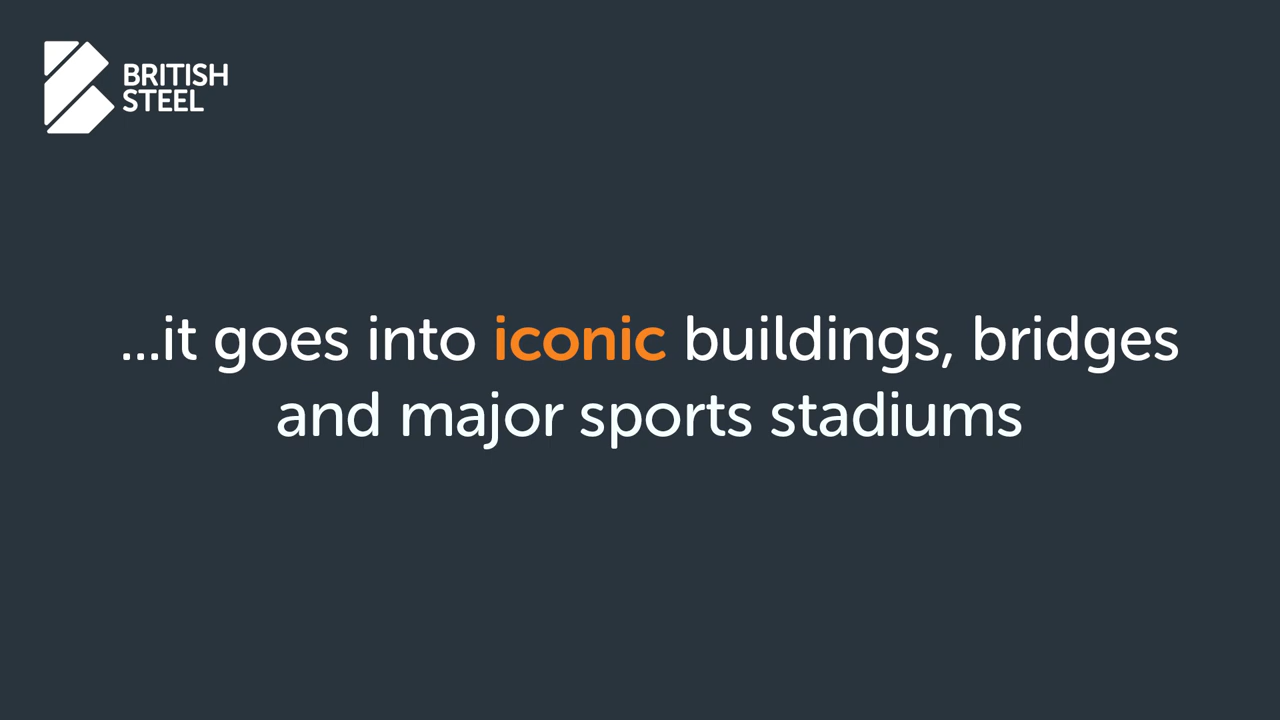 BRITISH
STEEL
...it goes into iconic buildings, bridges
and major sports stadiums